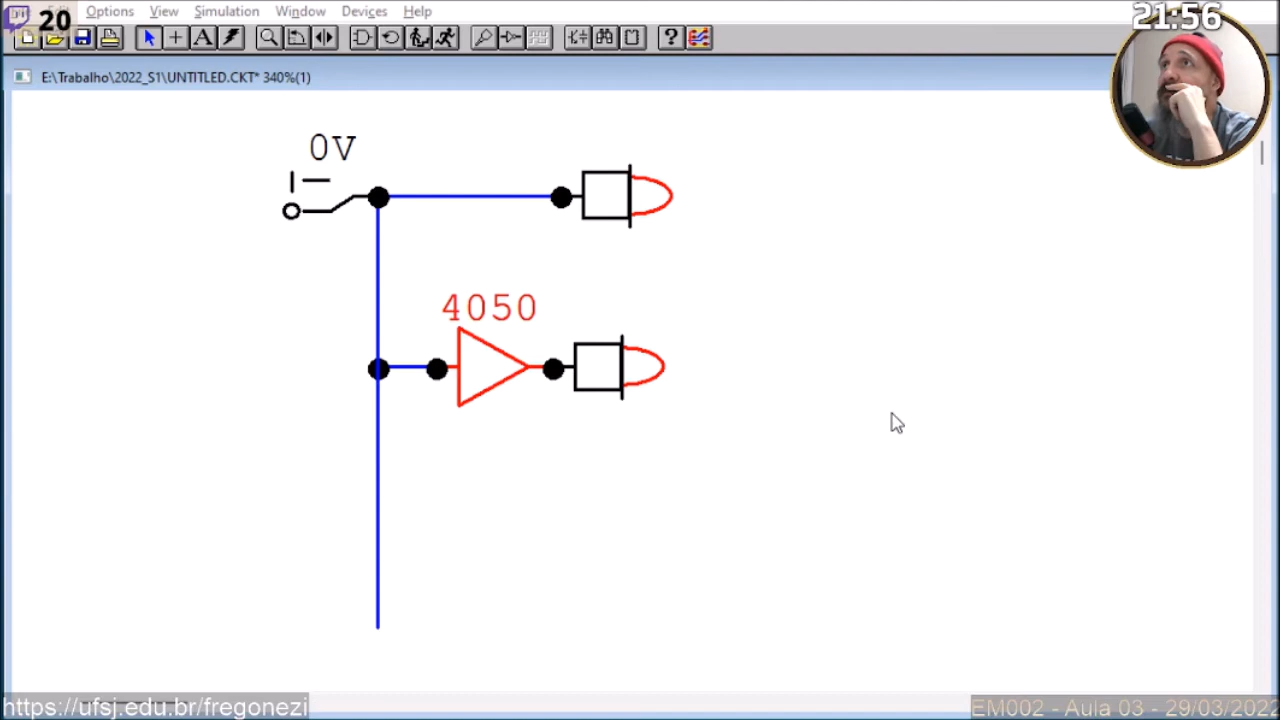 20
21:56
Options View Simulation Window Devices Help
A ?
E:\Trabalho\2022_S1\UNTITLED.CKT* 340%(1)
0V
4050
https://ufsj.edu.br/fregonezi
EM002 - Aula 03 - 29/03/2022